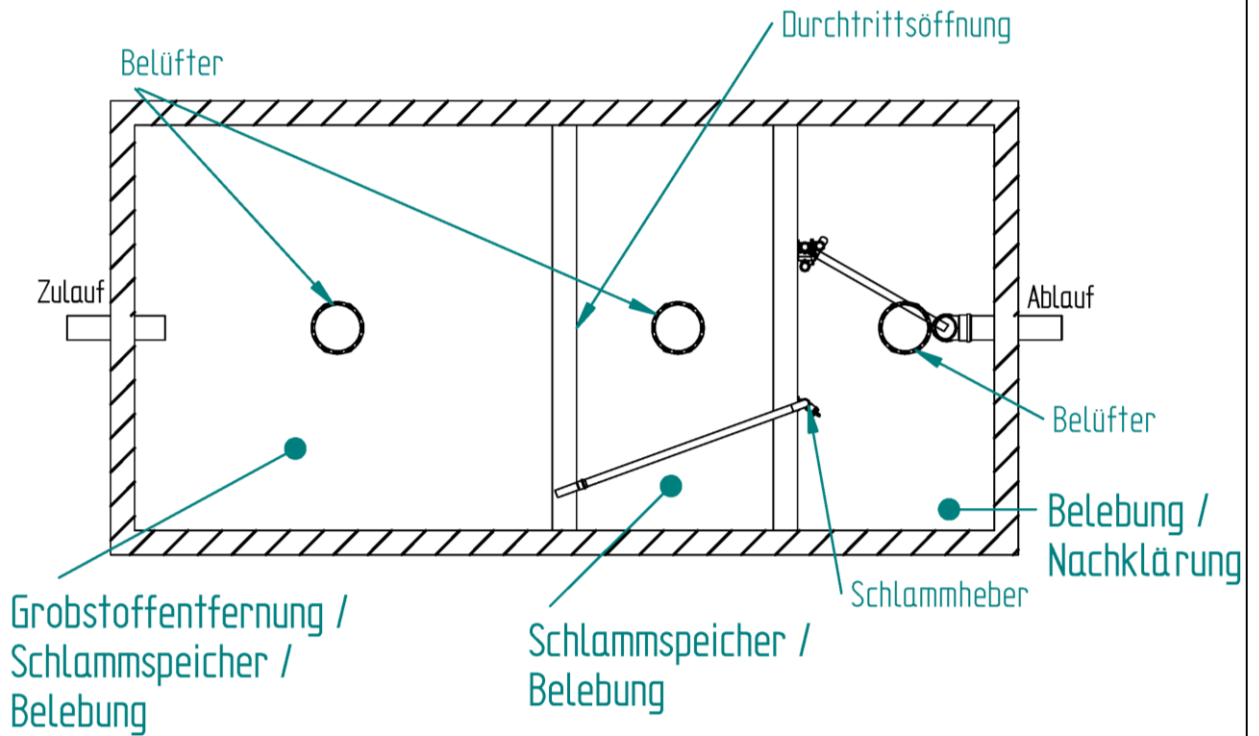 Durchtrittsöffnung
Belüfter
Zulauf
Ablauf
Belüfter
Belebung /
Nachklärung
Schlammheber
Grobstoffentfernung /
Schlammspeicher /
Belebung
Schlammspeicher /
Belebung